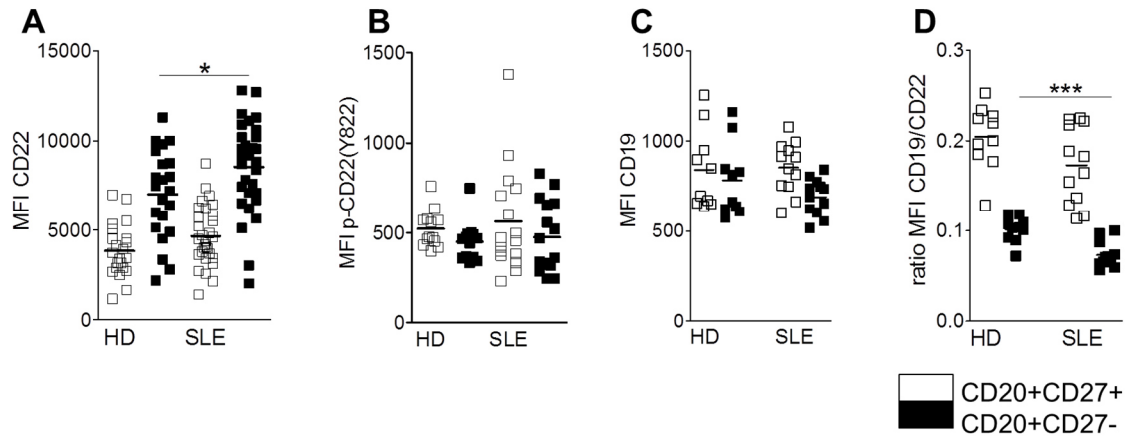 A
MFI CD22
15000
10000
5000
0
*
HD
SLE
B
MFI p-CD22(Y822)
1500
1000
500
0
HD
SLE
C
MFI CD19
1500
1000
500
0
HD
SLE
D
ratio MFI CD19/CD22
0.3
0.2
0.1
0.0
***
HD
SLE
CD20+CD27+
CD20+CD27-